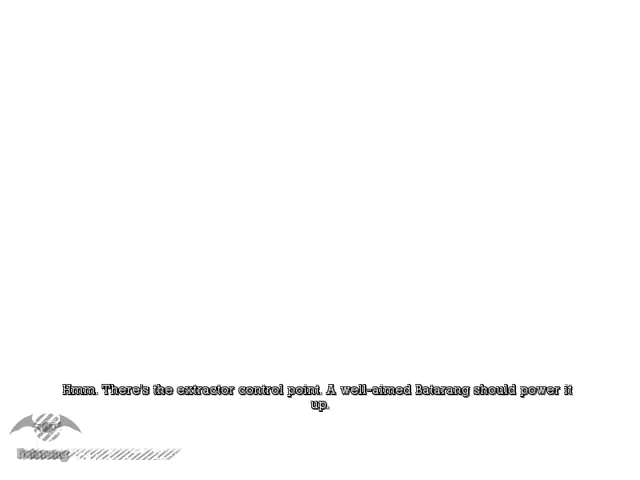 Hmm. There's the extractor control point. A well-aimed Batarang should power it
up.
Batarang